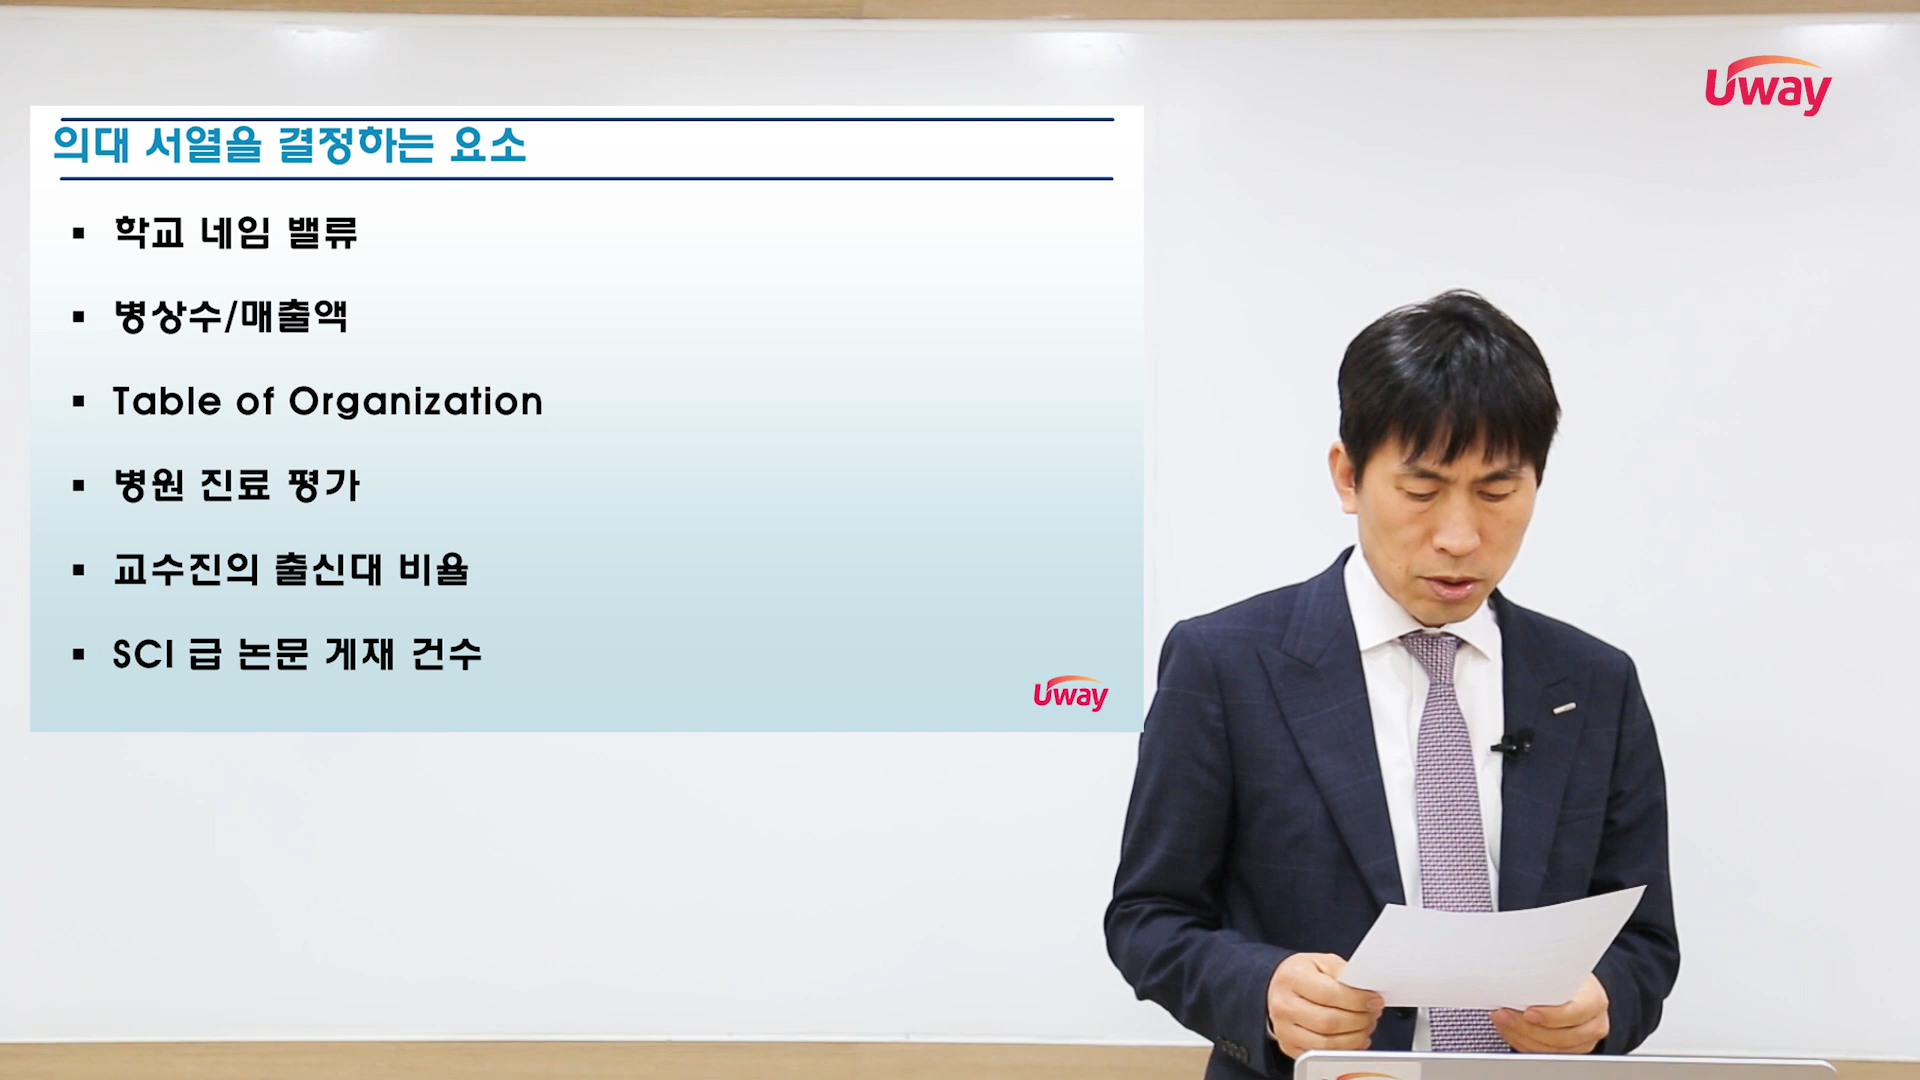 Uway
의대 서열을 결정하는 요소
▪ 학교 네임 밸류
▪ 병상수/매출액
▪ Table of Organization
▪ 병원 진료 평가
▪ 교수진의 출신대 비율
▪ SCI 급 논문 게재 건수
Uway